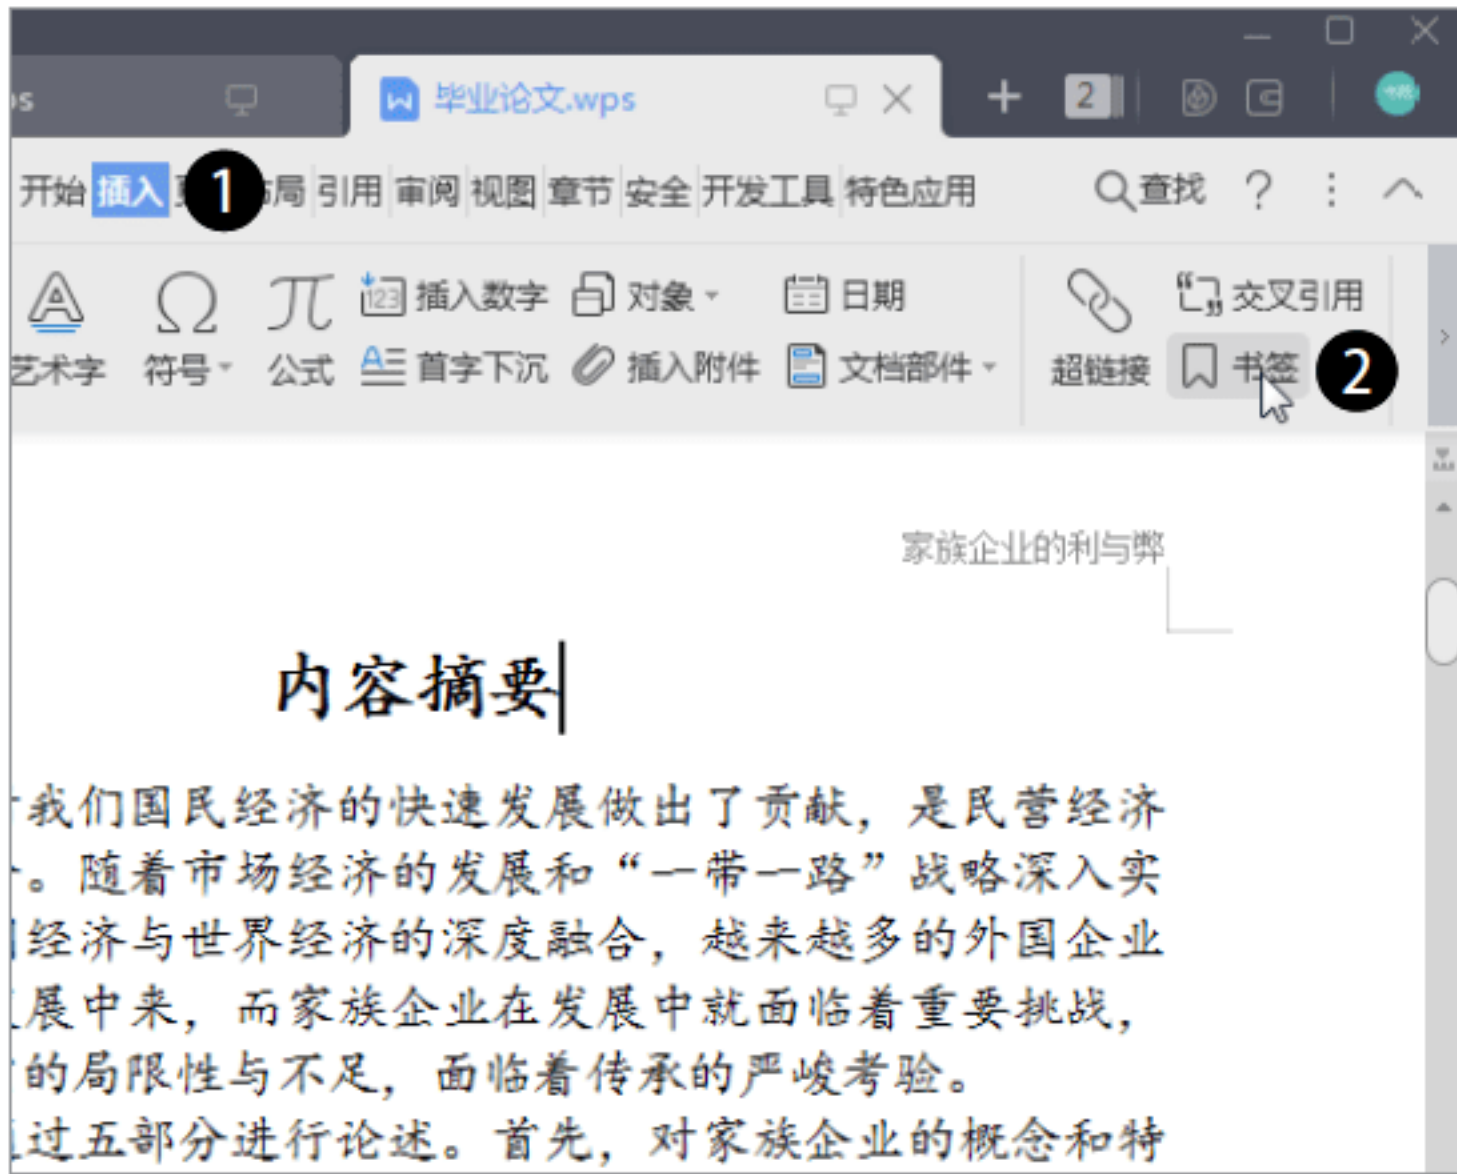 毕业论文.wps
2
开始 插入 1 布局 引用 审阅 视图 章节 安全 开发工具 特色应用 查找 ?
插入数字 对象 日期 交叉引用
艺术字 符号 公式 首字下沉 插入附件 文档部件 超链接 书签 2
家族企业的利与弊
内容摘要
我们国民经济的快速发展做出了贡献，是民营经济
。随着市场经济的发展和“一带一路”战略深入实
经济与世界经济的深度融合，越来越多的外国企业
展中来，而家族企业在发展中就面临着重要挑战，
的局限性与不足，面临着传承的严峻考验。
过五部分进行论述。首先，对家族企业的概念和特